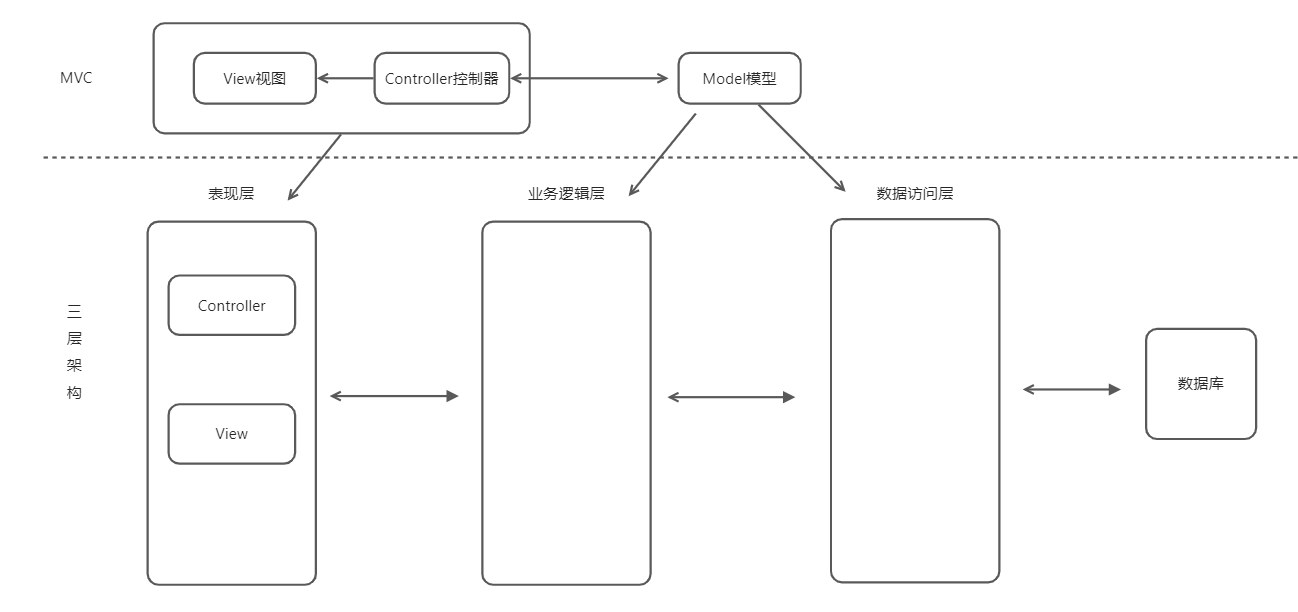 MVC
View视图
Controller控制器
Model模型
表现层
业务逻辑层
数据访问层
三
层
架
构
Controller
View
数据库